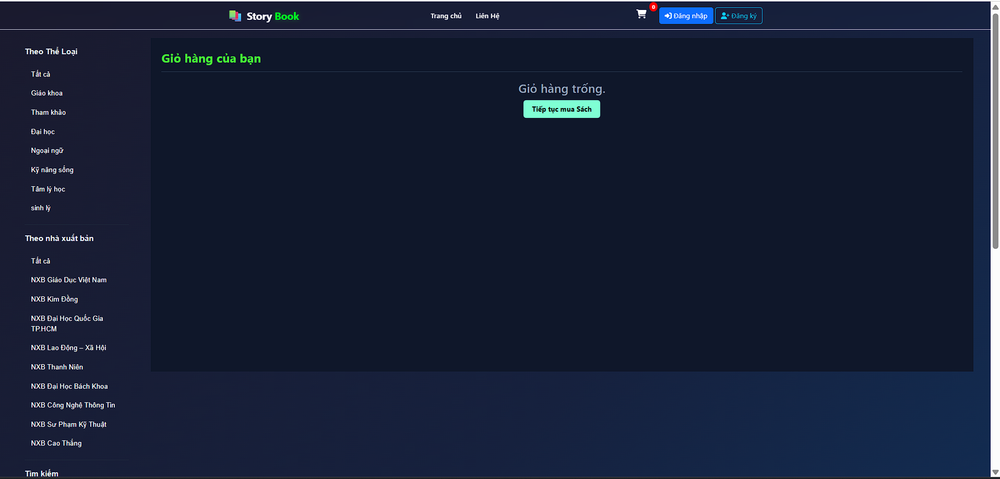 Story Book
Trang chủ
Liên Hệ
0
Đăng nhập
Đăng ký
Theo Thể Loại
Tất cả
Giáo khoa
Tham khảo
Đại học
Ngoại ngữ
Kỹ năng sống
Tâm lý học
sinh lý
Theo nhà xuất bản
Tất cả
NXB Giáo Dục Việt Nam
NXB Kim Đồng
NXB Đại Học Quốc Gia
TP.HCM
NXB Lao Động – Xã Hội
NXB Thanh Niên
NXB Đại Học Bách Khoa
NXB Công Nghệ Thông Tin
NXB Sư Phạm Kỹ Thuật
NXB Cao Thắng
Tìm kiếm
Giỏ hàng của bạn
Giỏ hàng trống.
Tiếp tục mua Sách